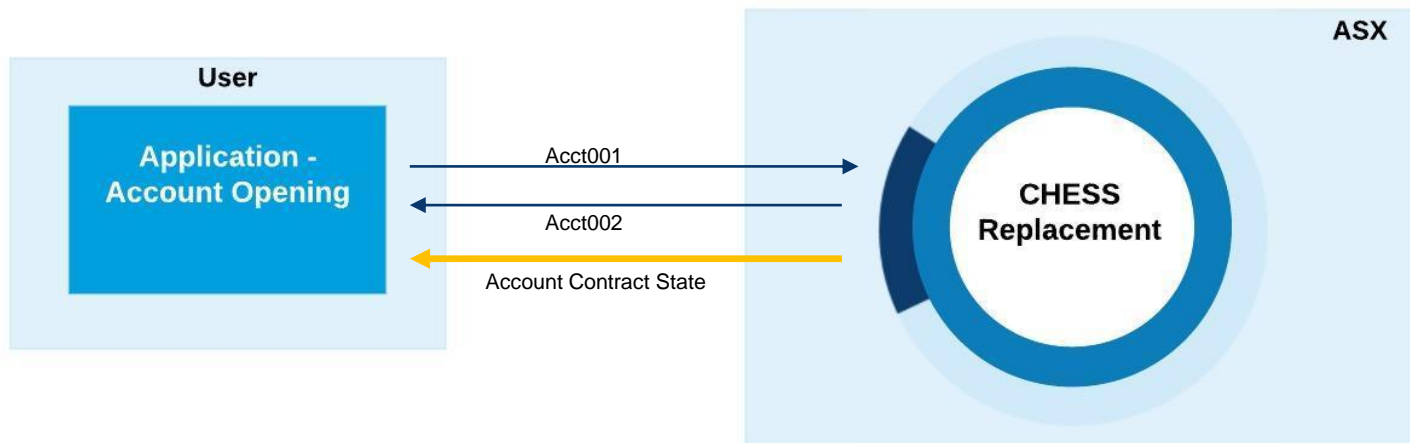 ASX
User
Application -
Account Opening
Acct001
Acct002
Account Contract State
CHESS
Replacement